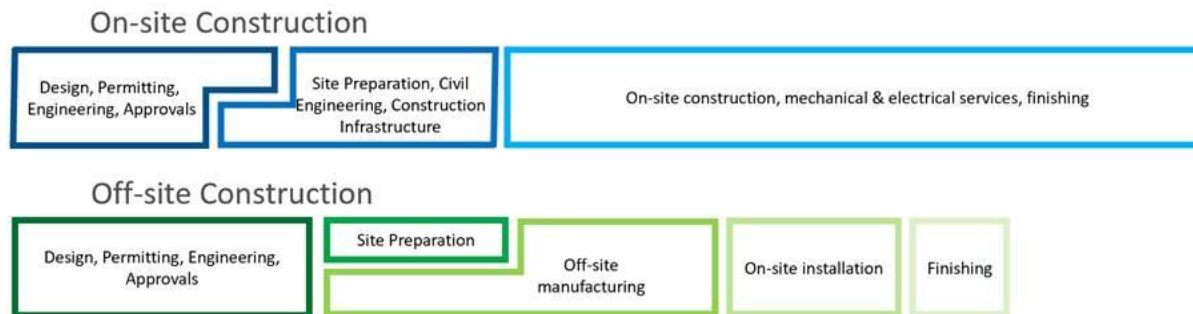 On-site Construction
Design, Permitting,
Engineering, Approvals
Site Preparation, Civil
Engineering, Construction
Infrastructure
On-site construction, mechanical & electrical services, finishing
Off-site Construction
Design, Permitting, Engineering,
Approvals
Site Preparation
Off-site
manufacturing
On-site installation
Finishing